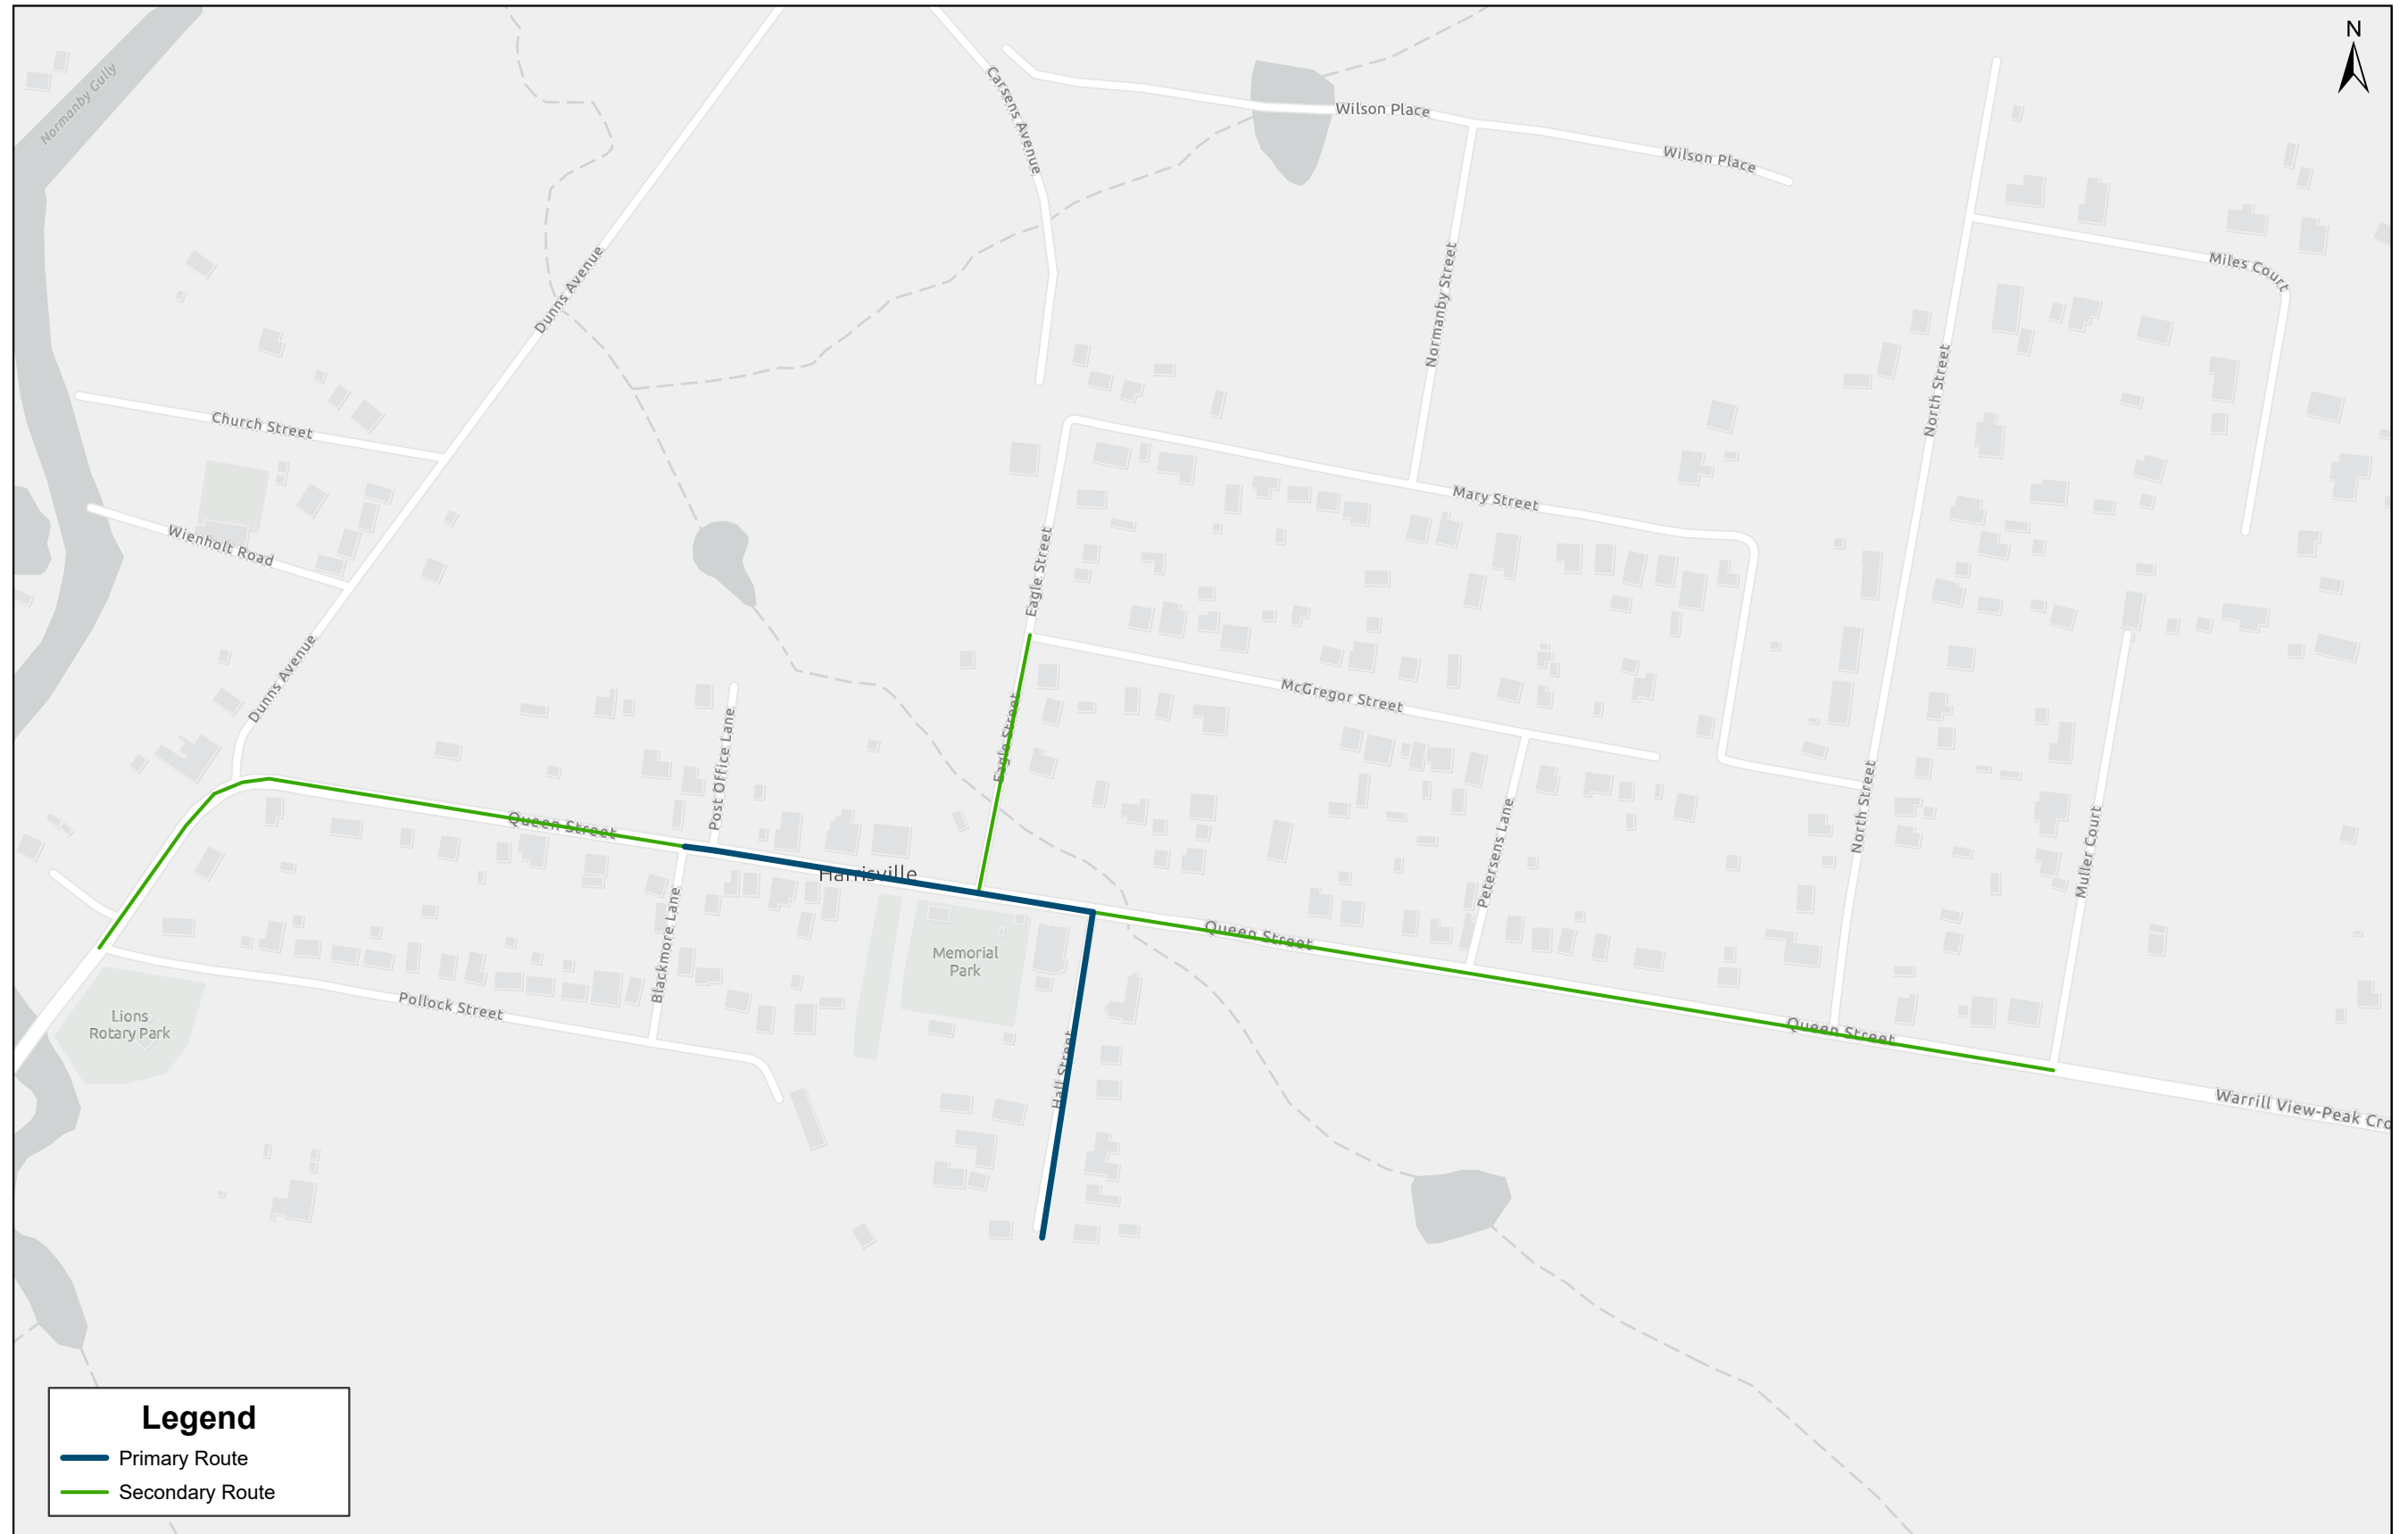 N
Normanby Gully
Carsens Avenue
Wilson Place
Wilson Place
Dunns Avenue
Normanby Street
Miles Court
North Street
Church Street
Mary Street
Wienholt Road
Eagle Street
Dunns Avenue
McGregor Street
Eagle Street
Post Office Lane
Queen Street
North Street
Petersens Lane
Muller Court
Harrisville
Blackmore Lane
Queen Street
Memorial
Park
Pollock Street
Lions
Rotary Park
Queen Street
Hall Street
Warrill View-Peak Cro
Legend
Primary Route
Secondary Route